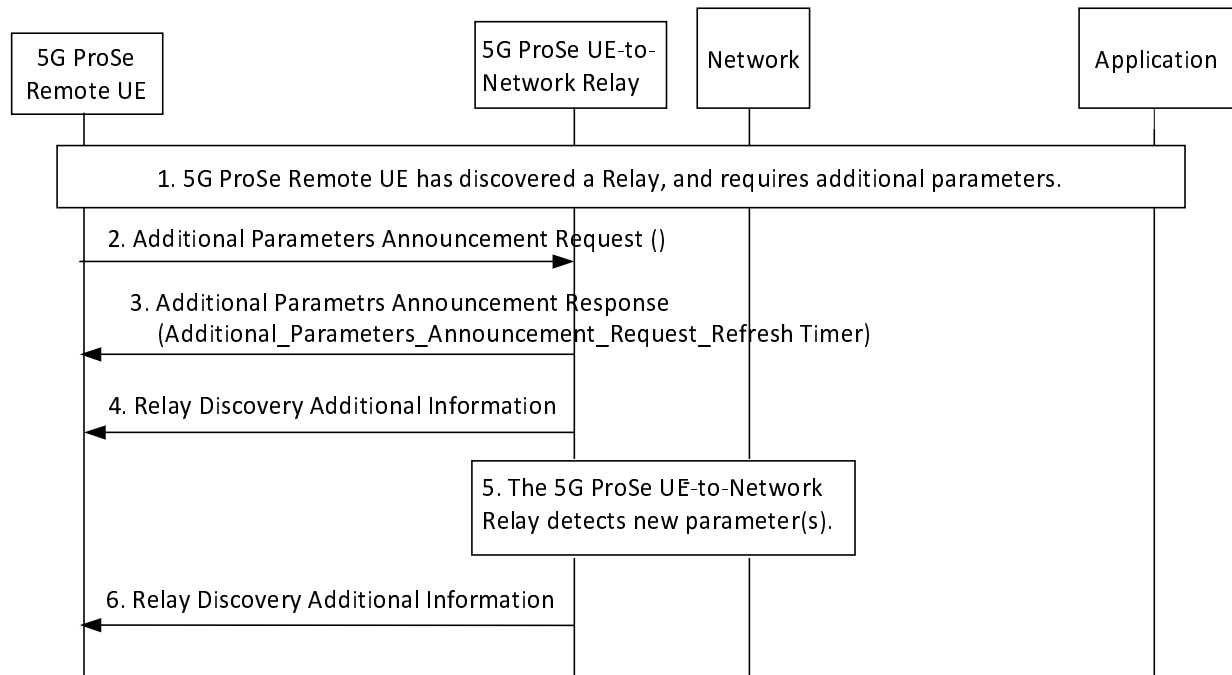 5G ProSe
Remote UE
5G ProSe UE-to-
Network Relay
Network
Application
1. 5G ProSe Remote UE has discovered a Relay, and requires additional parameters.
2. Additional Parameters Announcement Request ()
3. Additional Parametrs Announcement Response
(Additional_Parameters_Announcement_Request_Refresh Timer)
4. Relay Discovery Additional Information
5. The 5G ProSe UE-to-Network
Relay detects new parameter(s).
6. Relay Discovery Additional Information